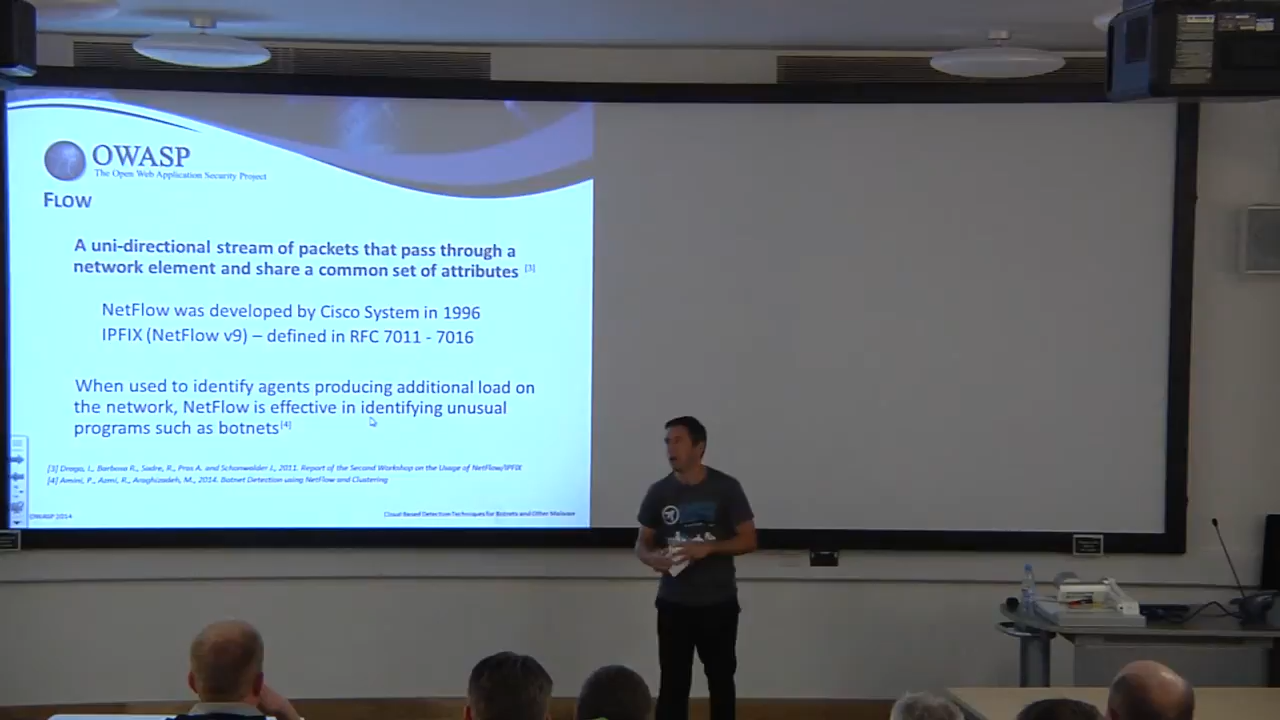 OWASP
The Open Web Application Security Project
FLOW
A uni-directional stream of packets that pass through a
network element and share a common set of attributes [3]
NetFlow was developed by Cisco System in 1996
IPFIX (NetFlow v9) – defined in RFC 7011 - 7016
When used to identify agents producing additional load on
the network, NetFlow is effective in identifying unusual
programs such as botnets[4]
[3] Drago, I., Barbosa R., Sadre, R., Pras A. and Schonwalder J., 2011. Report of the Second Workshop on the Usage of NetFlow/IPFIX
[4] Amini, P., Azmi, R., Araghizadeh, M., 2014. Botnet Detection using NetFlow and Clustering
OWASP 2014
Cloud Based Detection Techniques for Botnets and Other Malware